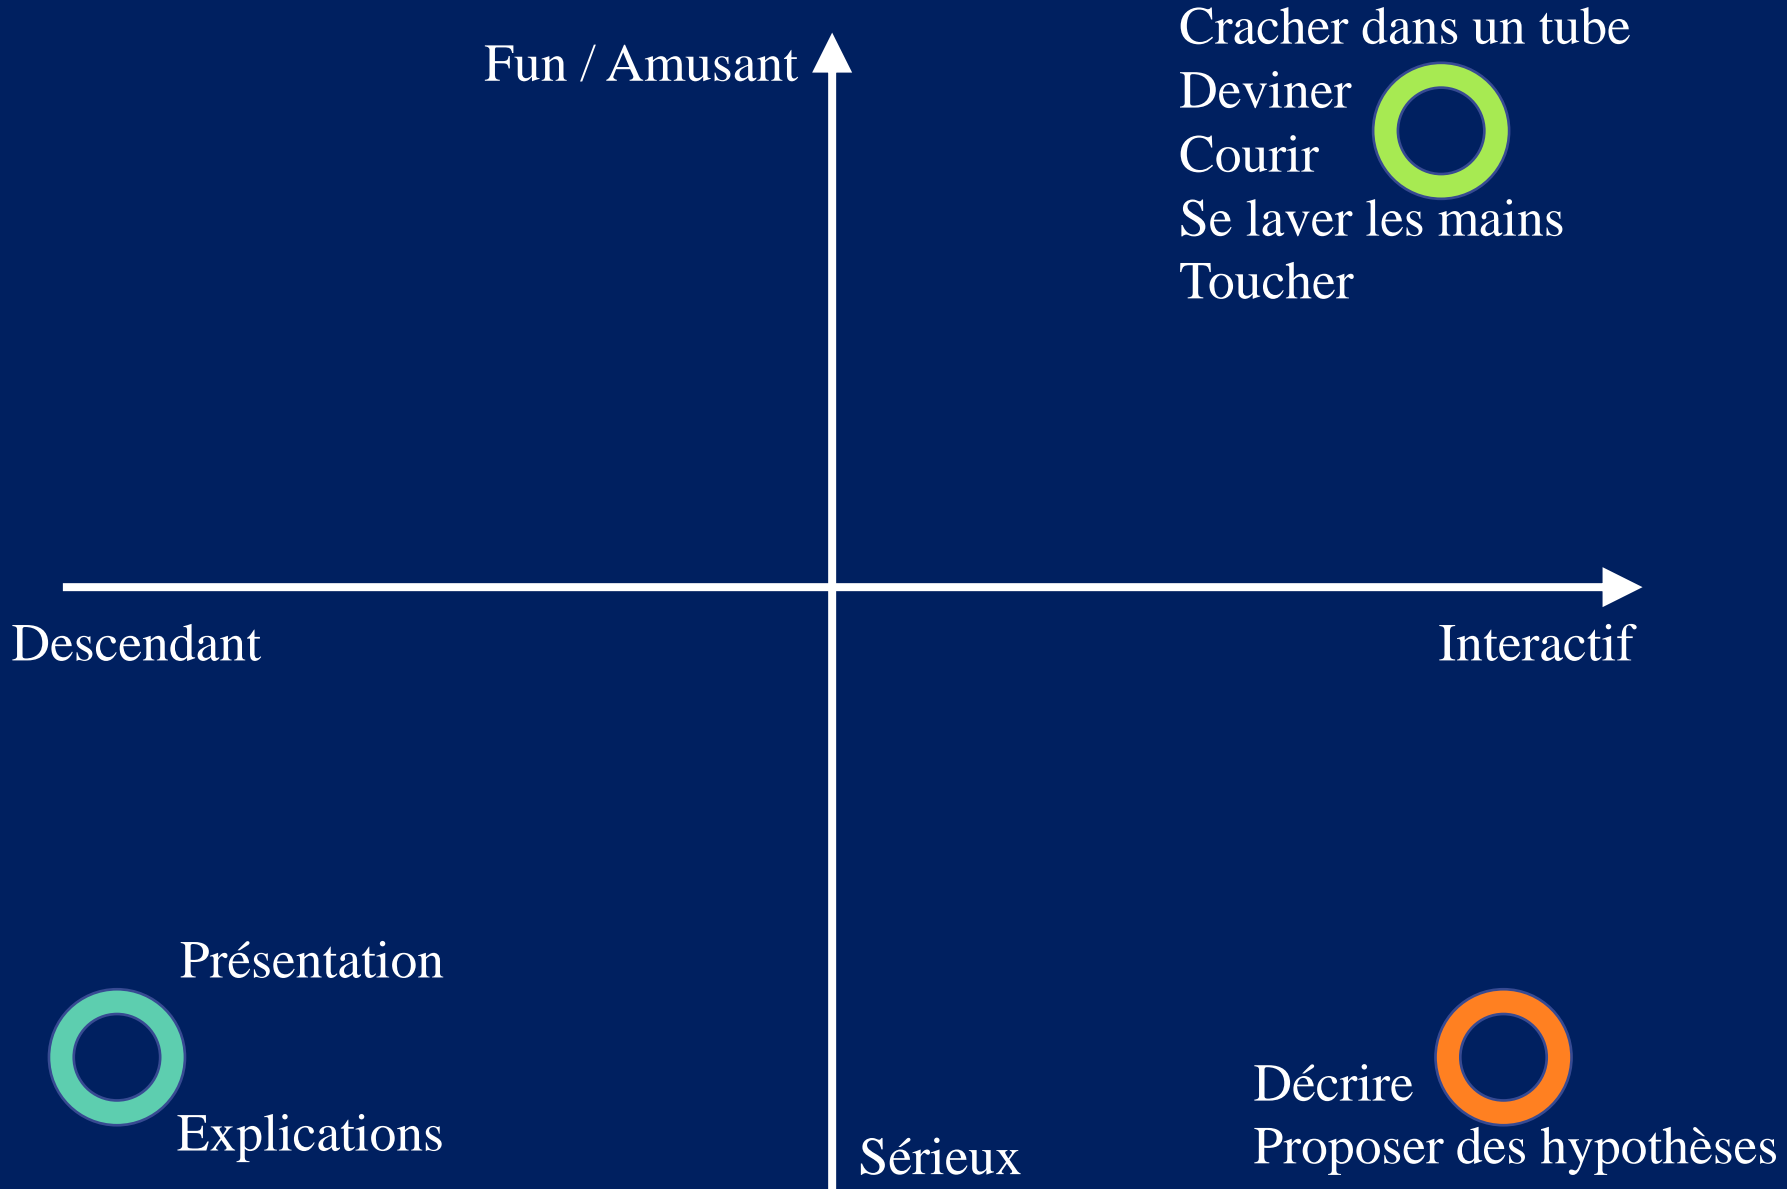 Fun / Amusant
Cracher dans un tube
Deviner
Courir
Se laver les mains
Toucher
Descendant
Interactif
Présentation
Explications
Sérieux
Décrire
Proposer des hypothèses